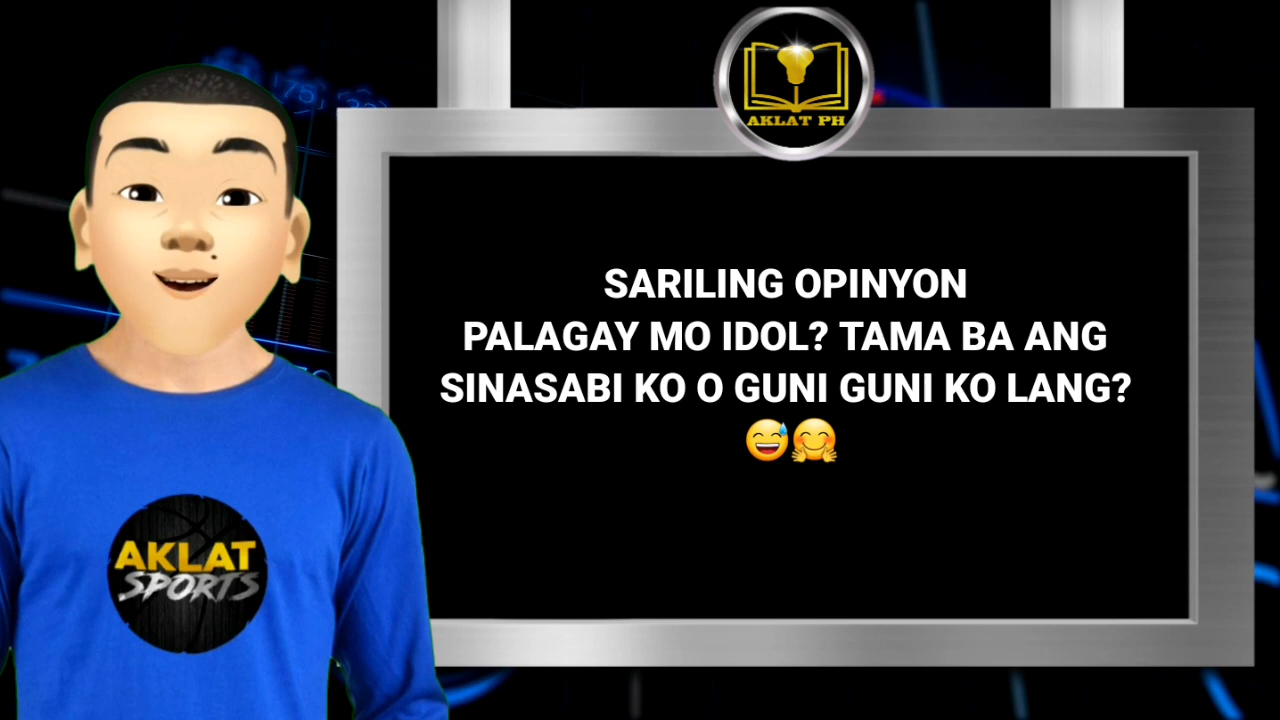 AKLAT PH
SARILING OPINYON
PALAGAY MO IDOL? TAMA BA ANG
SINASABI KO O GUNI GUNI KO LANG?
😅🤗
AKLAT
SPORTS